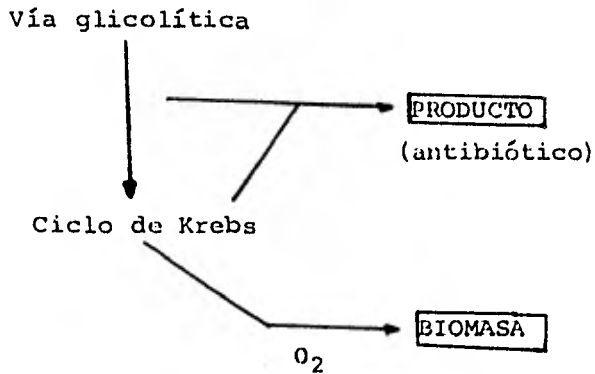 Vía glicolítica
PRODUCTO
(antibiótico)
Ciclo de Krebs
BIOMASA
O₂